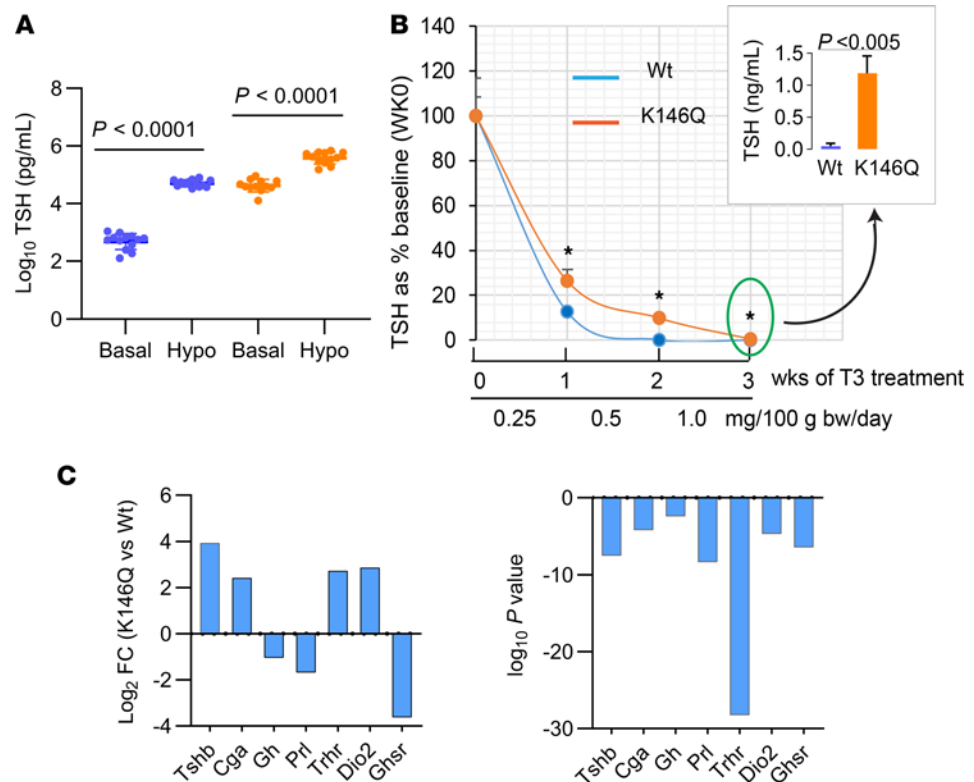 A
Log10 TSH (pg/mL)
8
6
4
2
0
P < 0.0001
P < 0.0001
Basal
Hypo
Basal
Hypo
B
TSH as % baseline (WK0)
140
120
100
80
60
40
20
0
Wt
K146Q
*
*
*
0 1 2 3 wks of T3 treatment
0.25 0.5 1.0 mg/100 g bw/day
P <0.005
TSH (ng/mL)
1.5
1.0
0.5
0.0
Wt K146Q
C
Log2 FC (K146Q vs Wt)
6
4
2
0
-2
-4
Tshb
Cga
Gh
Prl
Trhr
Dio2
Ghsr
log10 P value
0
-10
-20
-30
Tshb
Cga
Gh
Prl
Trhr
Dio2
Ghsr